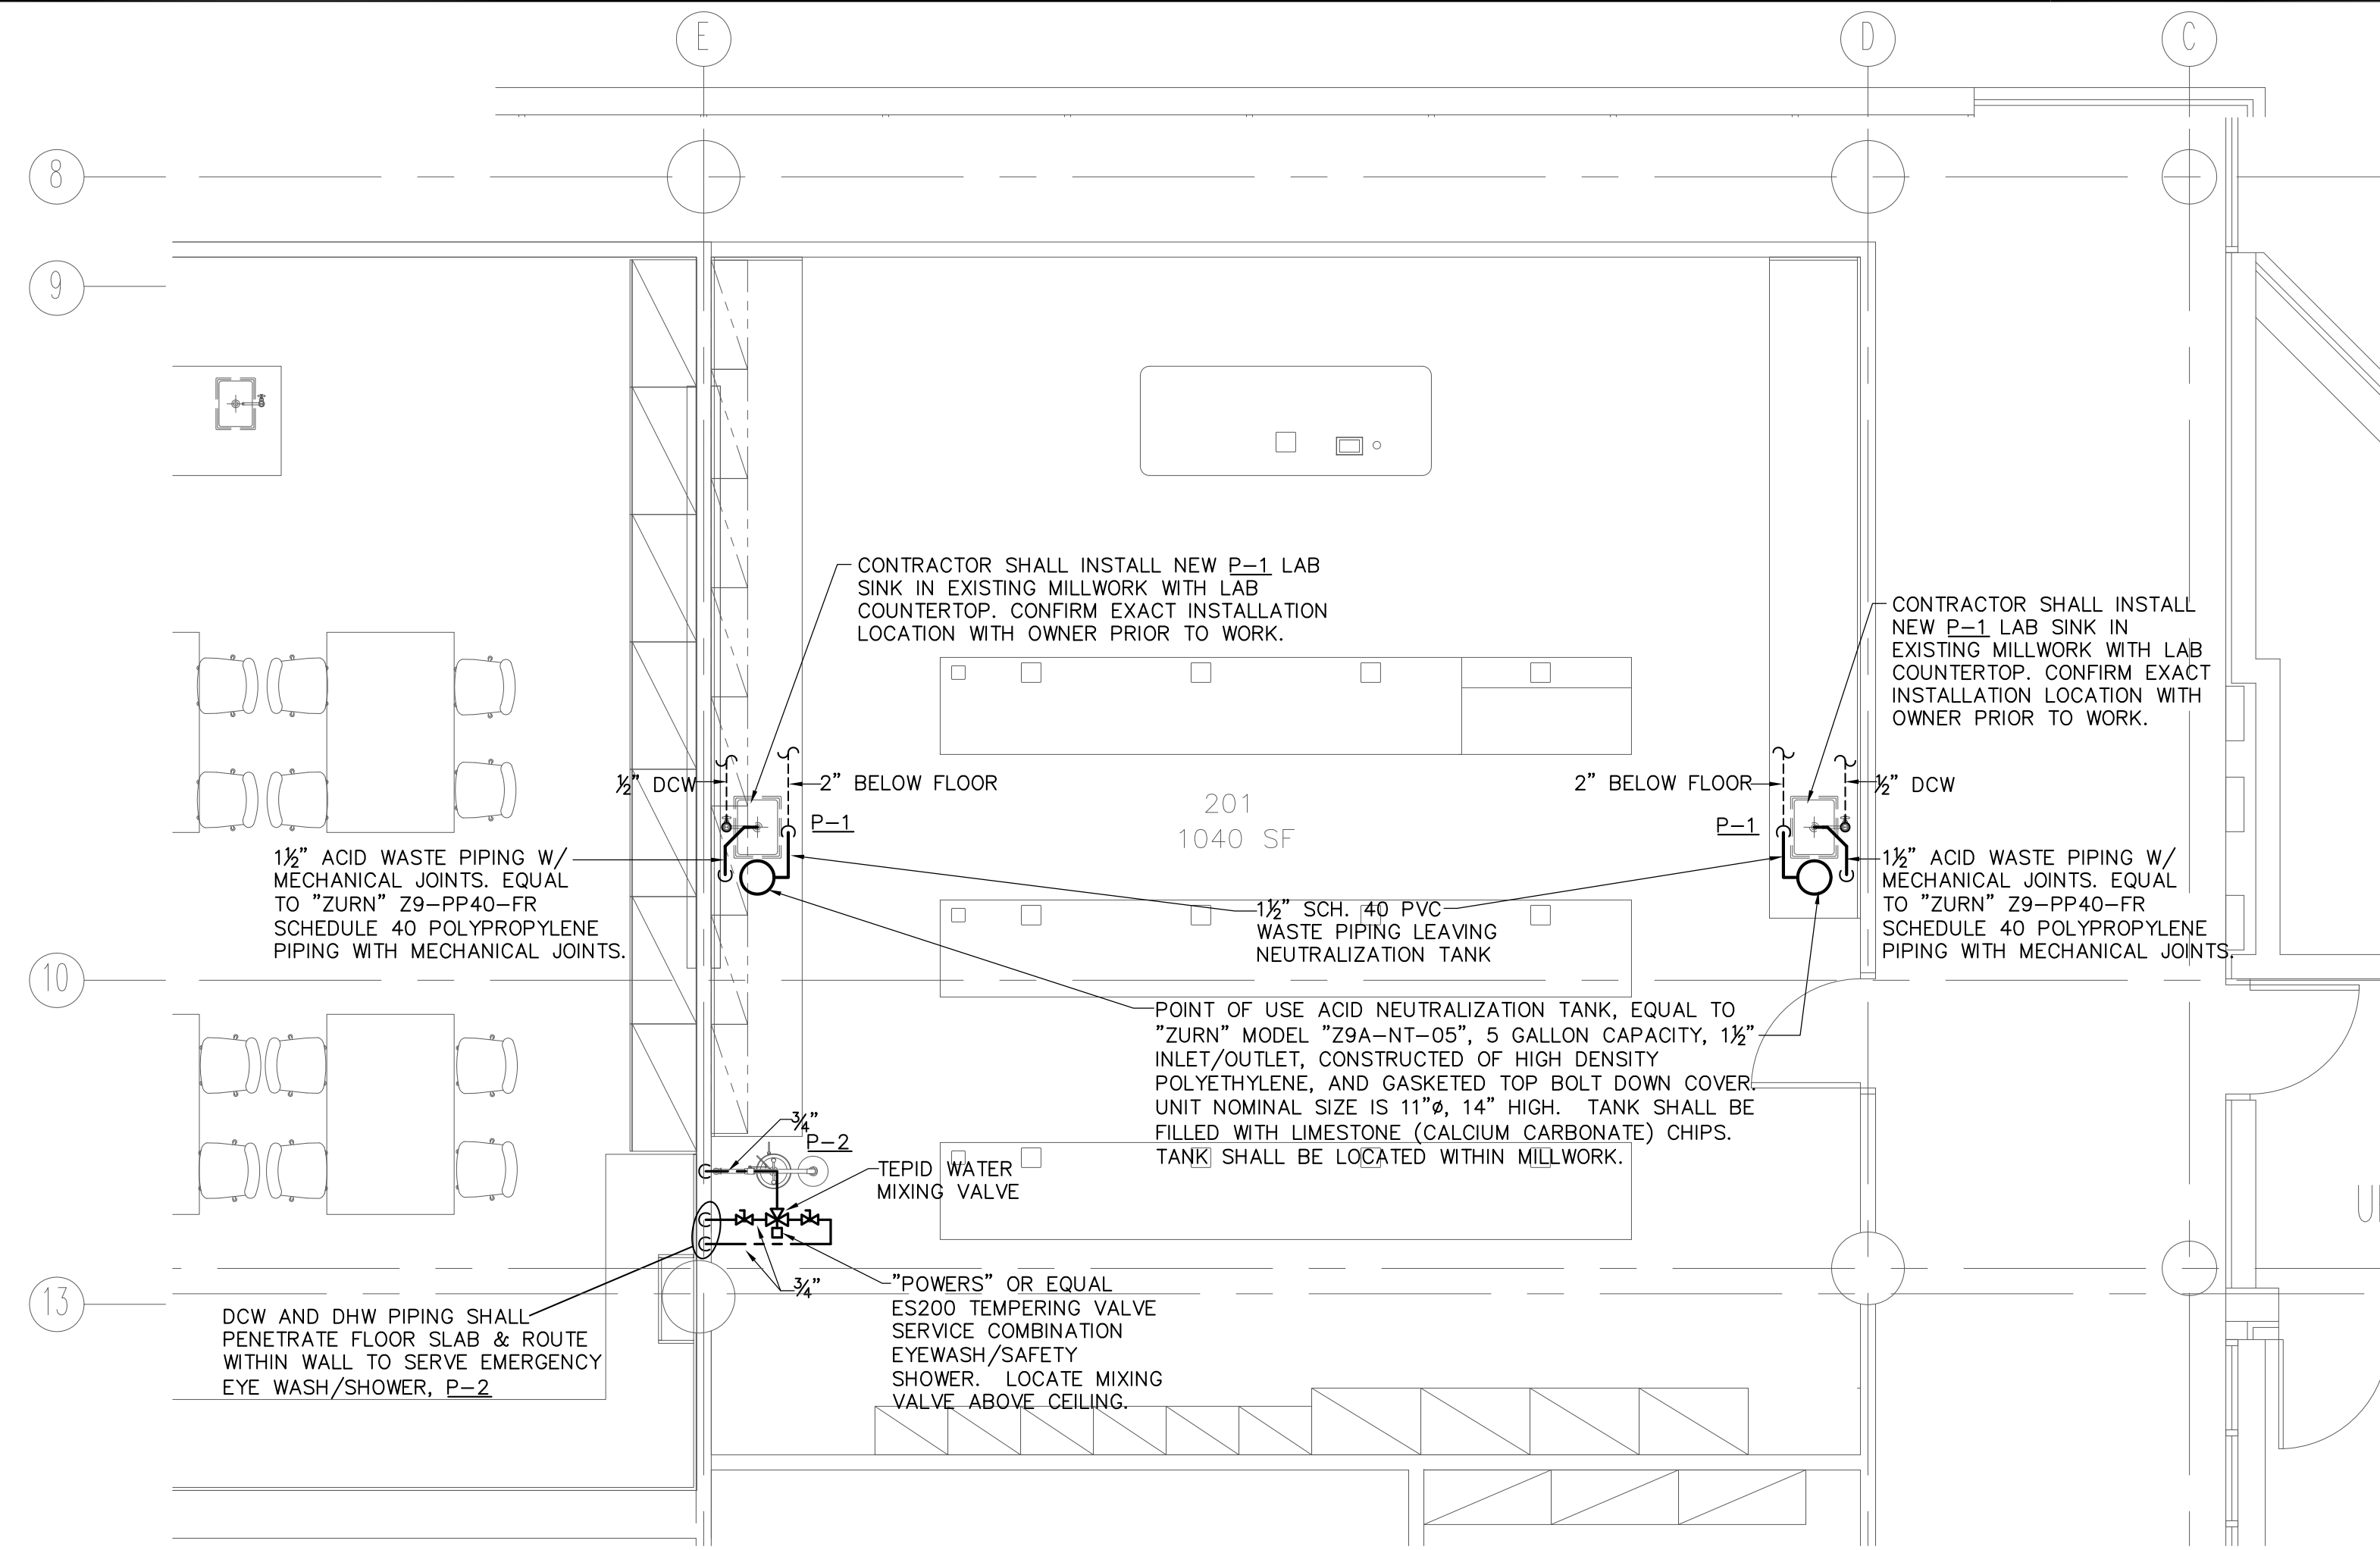 E
D
C
8
9
10
13
CONTRACTOR SHALL INSTALL NEW P-1 LAB
SINK IN EXISTING MILLWORK WITH LAB
COUNTERTOP. CONFIRM EXACT INSTALLATION
LOCATION WITH OWNER PRIOR TO WORK.
CONTRACTOR SHALL INSTALL
NEW P-1 LAB SINK IN
EXISTING MILLWORK WITH LAB
COUNTERTOP. CONFIRM EXACT
INSTALLATION LOCATION WITH
OWNER PRIOR TO WORK.
½" DCW
2" BELOW FLOOR
P-1
201
1040 SF
2" BELOW FLOOR
½" DCW
P-1
1½" ACID WASTE PIPING W/
MECHANICAL JOINTS. EQUAL
TO "ZURN" Z9-PP40-FR
SCHEDULE 40 POLYPROPYLENE
PIPING WITH MECHANICAL JOINTS.
1½" SCH. 40 PVC
WASTE PIPING LEAVING
NEUTRALIZATION TANK
1½" ACID WASTE PIPING W/
MECHANICAL JOINTS. EQUAL
TO "ZURN" Z9-PP40-FR
SCHEDULE 40 POLYPROPYLENE
PIPING WITH MECHANICAL JOINTS.
POINT OF USE ACID NEUTRALIZATION TANK, EQUAL TO
"ZURN" MODEL "Z9A-NT-05", 5 GALLON CAPACITY, 1½"
INLET/OUTLET, CONSTRUCTED OF HIGH DENSITY
POLYETHYLENE, AND GASKETED TOP BOLT DOWN COVER.
UNIT NOMINAL SIZE IS 11"ø, 14" HIGH. TANK SHALL BE
FILLED WITH LIMESTONE (CALCIUM CARBONATE) CHIPS.
TANK SHALL BE LOCATED WITHIN MILLWORK.
¾"
P-2
TEPID WATER
MIXING VALVE
¾"
"POWERS" OR EQUAL
ES200 TEMPERING VALVE
SERVICE COMBINATION
EYEWASH/SAFETY
SHOWER. LOCATE MIXING
VALVE ABOVE CEILING.
DCW AND DHW PIPING SHALL
PENETRATE FLOOR SLAB & ROUTE
WITHIN WALL TO SERVE EMERGENCY
EYE WASH/SHOWER, P-2